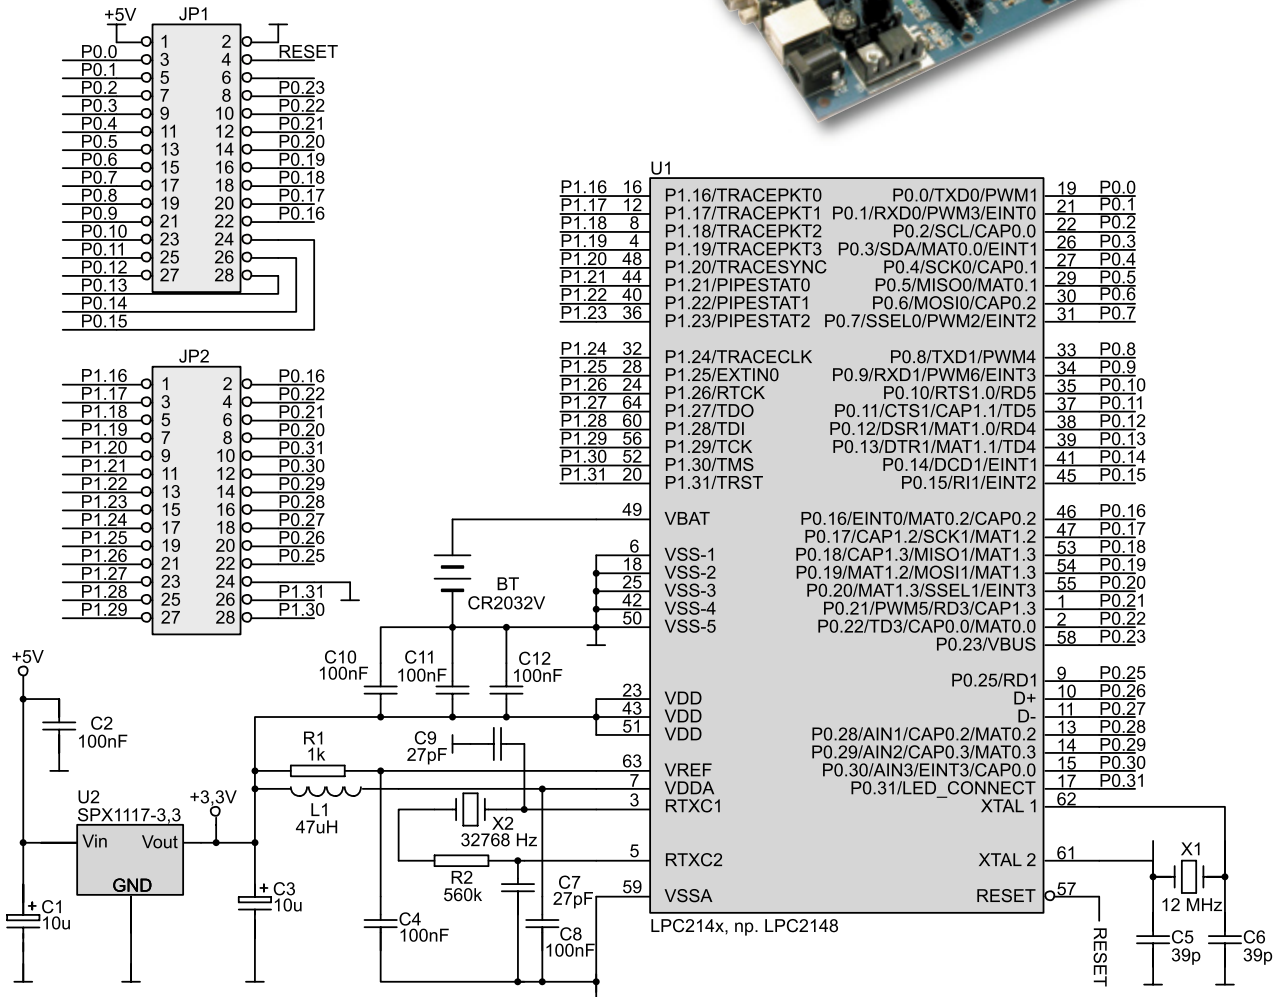 +5V
JP1
1 2
P0.0 3 4 RESET
P0.1 5 6
P0.2 7 8 P0.23
P0.3 9 10 P0.22
P0.4 11 12 P0.21
P0.5 13 14 P0.20
P0.6 15 16 P0.19
P0.7 17 18 P0.18
P0.8 19 20 P0.17
P0.9 21 22 P0.16
P0.10 23 24
P0.11 25 26
P0.12 27 28
P0.13
P0.14
P0.15
JP2
P1.16 1 2 P0.16
P1.17 3 4 P0.22
P1.18 5 6 P0.21
P1.19 7 8 P0.20
P1.20 9 10 P0.31
P1.21 11 12 P0.30
P1.22 13 14 P0.29
P1.23 15 16 P0.28
P1.24 17 18 P0.27
P1.25 19 20 P0.26
P1.26 21 22 P0.25
P1.27 23 24
P1.28 25 26 P1.31
P1.29 27 28 P1.30
U1
P1.16 16 P1.16/TRACEPKT0 P0.0/TXD0/PWM1 19 P0.0
P1.17 12 P1.17/TRACEPKT1 P0.1/RXD0/PWM3/EINT0 21 P0.1
P1.18 8 P1.18/TRACEPKT2 P0.2/SCL/CAP0.0 22 P0.2
P1.19 4 P1.19/TRACEPKT3 P0.3/SDA/MAT0.0/EINT1 26 P0.3
P1.20 48 P1.20/TRACESYNC P0.4/SCK0/CAP0.1 27 P0.4
P1.21 44 P1.21/PIPESTAT0 P0.5/MISO0/MAT0.1 29 P0.5
P1.22 40 P1.22/PIPESTAT1 P0.6/MOSI0/CAP0.2 30 P0.6
P1.23 36 P1.23/PIPESTAT2 P0.7/SSEL0/PWM2/EINT2 31 P0.7
P1.24 32 P1.24/TRACECLK P0.8/TXD1/PWM4 33 P0.8
P1.25 28 P1.25/EXTIN0 P0.9/RXD1/PWM6/EINT3 34 P0.9
P1.26 24 P1.26/RTCK P0.10/RTS1.0/RD5 35 P0.10
P1.27 64 P1.27/TDO P0.11/CTS1/CAP1.1/TD5 37 P0.11
P1.28 60 P1.28/TDI P0.12/DSR1/MAT1.0/RD4 38 P0.12
P1.29 56 P1.29/TCK P0.13/DTR1/MAT1.1/TD4 39 P0.13
P1.30 52 P1.30/TMS P0.14/DCD1/EINT1 41 P0.14
P1.31 20 P1.31/TRST P0.15/RI1/EINT2 45 P0.15
49 VBAT P0.16/EINT0/MAT0.2/CAP0.2 46 P0.16
P0.17/CAP1.2/SCK1/MAT1.2 47 P0.17
6 VSS-1 P0.18/CAP1.3/MISO1/MAT1.3 53 P0.18
18 VSS-2 P0.19/MAT1.2/MOSI1/MAT1.3 54 P0.19
25 VSS-3 P0.20/MAT1.3/SSEL1/EINT3 55 P0.20
42 VSS-4 P0.21/PWM5/RD3/CAP1.3 1 P0.21
50 VSS-5 P0.22/TD3/CAP0.0/MAT0.0 2 P0.22
P0.23/VBUS 58 P0.23
P0.25/RD1 9 P0.25
23 VDD D+ 10 P0.26
43 VDD D- 11 P0.27
51 VDD P0.28/AIN1/CAP0.2/MAT0.2 13 P0.28
P0.29/AIN2/CAP0.3/MAT0.3 14 P0.29
63 VREF P0.30/AIN3/EINT3/CAP0.0 15 P0.30
7 VDDA P0.31/LED_CONNECT 17 P0.31
3 RTXC1 XTAL 1 62
5 RTXC2 XTAL 2 61
59 VSSA RESET 57
LPC214x, np. LPC2148
BT
CR2032V
C10
100nF
C11
100nF
C12
100nF
+5V
C2
100nF
R1
1k
C9
27pF
U2
SPX1117-3,3
+3,3V
L1
47uH
X2
32768 Hz
Vin Vout
GND
R2
560k
C7
27pF
C1
10u
C3
10u
C4
100nF
C8
100nF
X1
12 MHz
RESET
C5
39p
C6
39p